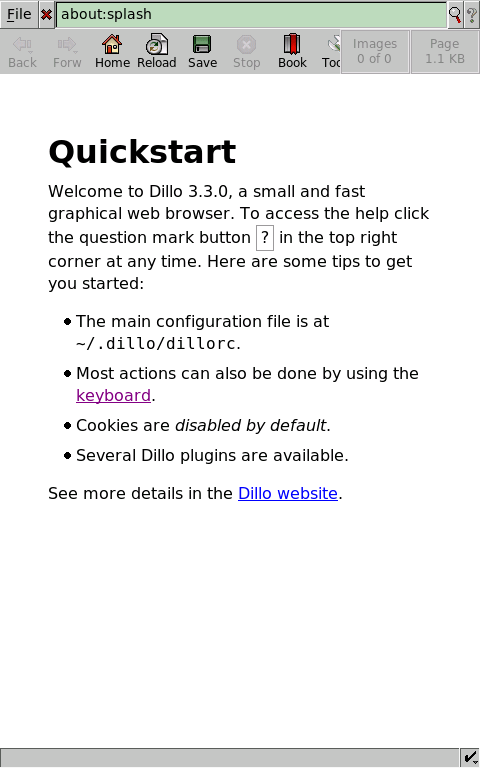 File about:splash ?
Back Forw Home Reload Save Stop Book Too Images Page
0 of 0 1.1 KB
Quickstart
Welcome to Dillo 3.3.0, a small and fast
graphical web browser. To access the help click
the question mark button ? in the top right
corner at any time. Here are some tips to get
you started:
The main configuration file is at
~/.dillo/dillorc.
Most actions can also be done by using the
keyboard.
Cookies are disabled by default.
Several Dillo plugins are available.
See more details in the Dillo website.